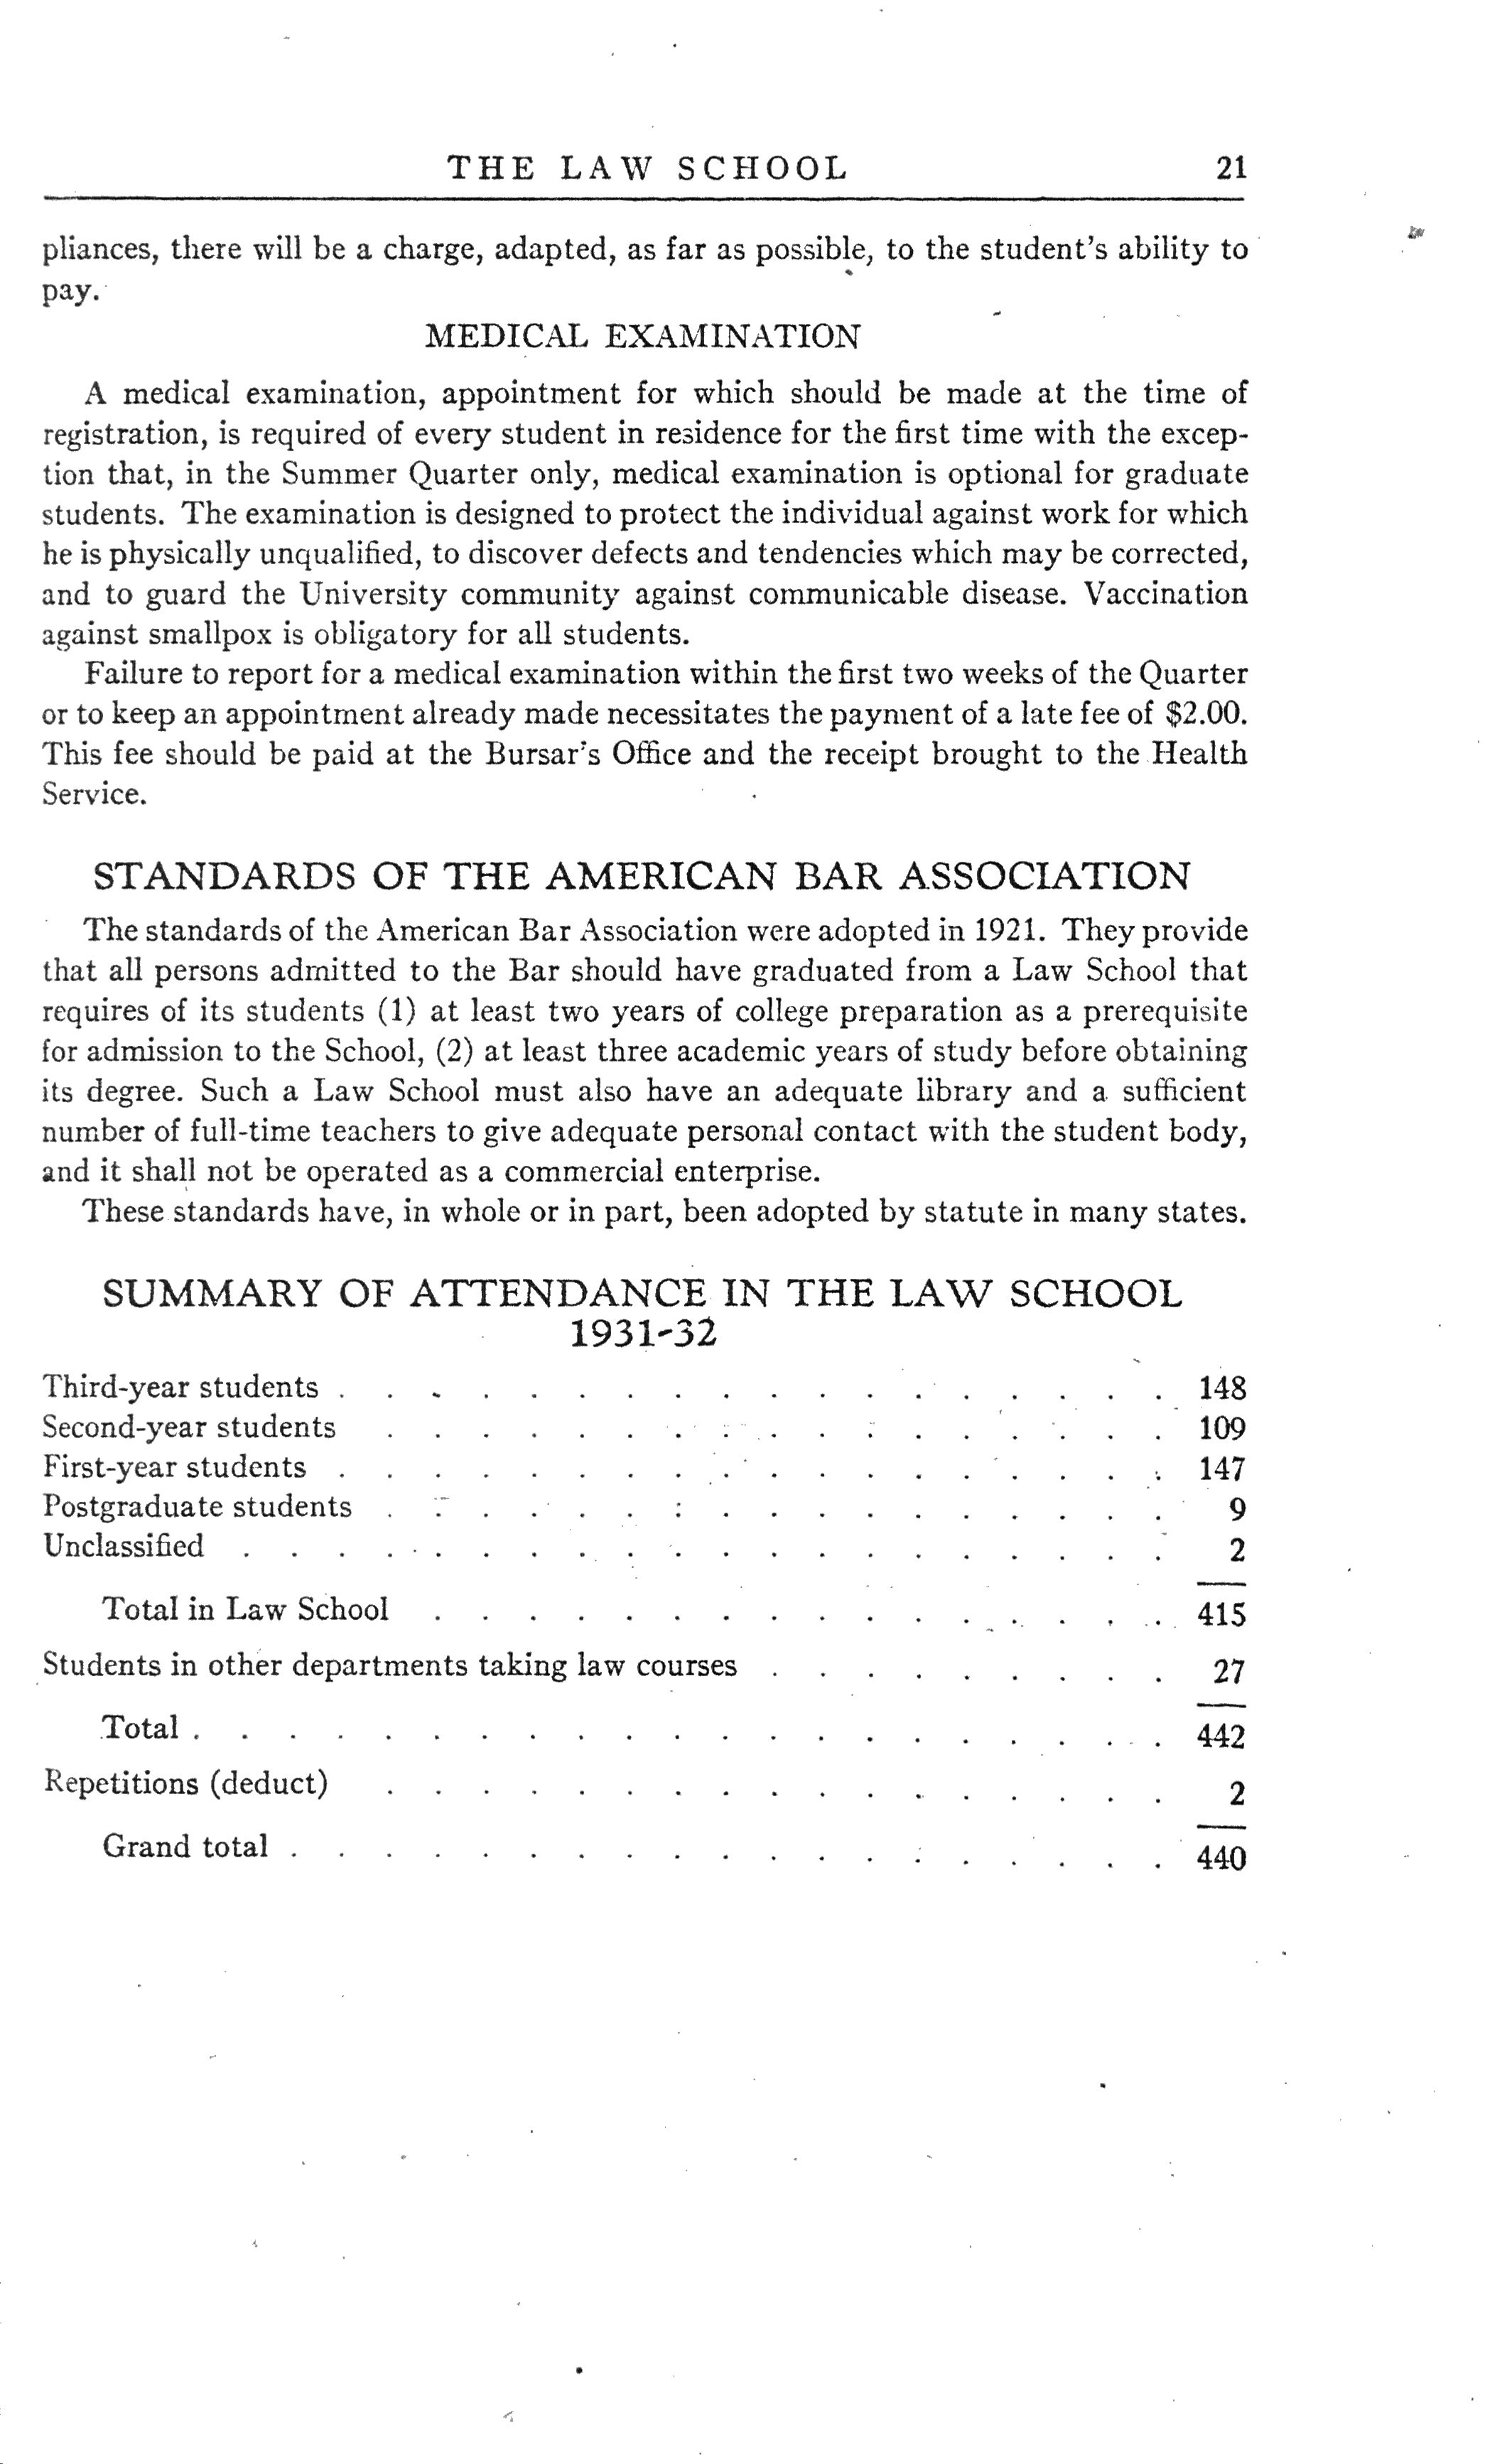 THE LAW SCHOOL 21
pliances, there will be a charge, adapted, as far as possible, to the student's ability to
pay.
MEDICAL EXAMINATION
A medical examination, appointment for which should be made at the time of
registration, is required of every student in residence for the first time with the excep-
tion that, in the Summer Quarter only, medical examination is optional for graduate
students. The examination is designed to protect the individual against work for which
he is physically unqualified, to discover defects and tendencies which may be corrected,
and to guard the University community against communicable disease. Vaccination
against smallpox is obligatory for all students.
Failure to report for a medical examination within the first two weeks of the Quarter
or to keep an appointment already made necessitates the payment of a late fee of $2.00.
This fee should be paid at the Bursar's Office and the receipt brought to the Health
Service.
STANDARDS OF THE AMERICAN BAR ASSOCIATION
The standards of the American Bar Association were adopted in 1921. They provide
that all persons admitted to the Bar should have graduated from a Law School that
requires of its students (1) at least two years of college preparation as a prerequisite
for admission to the School, (2) at least three academic years of study before obtaining
its degree. Such a Law School must also have an adequate library and a sufficient
number of full-time teachers to give adequate personal contact with the student body,
and it shall not be operated as a commercial enterprise.
These standards have, in whole or in part, been adopted by statute in many states.
SUMMARY OF ATTENDANCE IN THE LAW SCHOOL
1931-32
Third-year students . . . . . . . . . . . . . . . . . . 148
Second-year students . . . . . . . . . . . . . . . . . 109
First-year students . . . . . . . . . . . . . . . . . . 147
Postgraduate students . . . . . . . . . . . . . . . . . 9
Unclassified . . . . . . . . . . . . . . . . . . . . 2
Total in Law School . . . . . . . . . . . . . . . . 415
Students in other departments taking law courses . . . . . . . . . 27
Total . . . . . . . . . . . . . . . . . . . . . 442
Repetitions (deduct) . . . . . . . . . . . . . . . . . 2
Grand total . . . . . . . . . . . . . . . . . . . 440